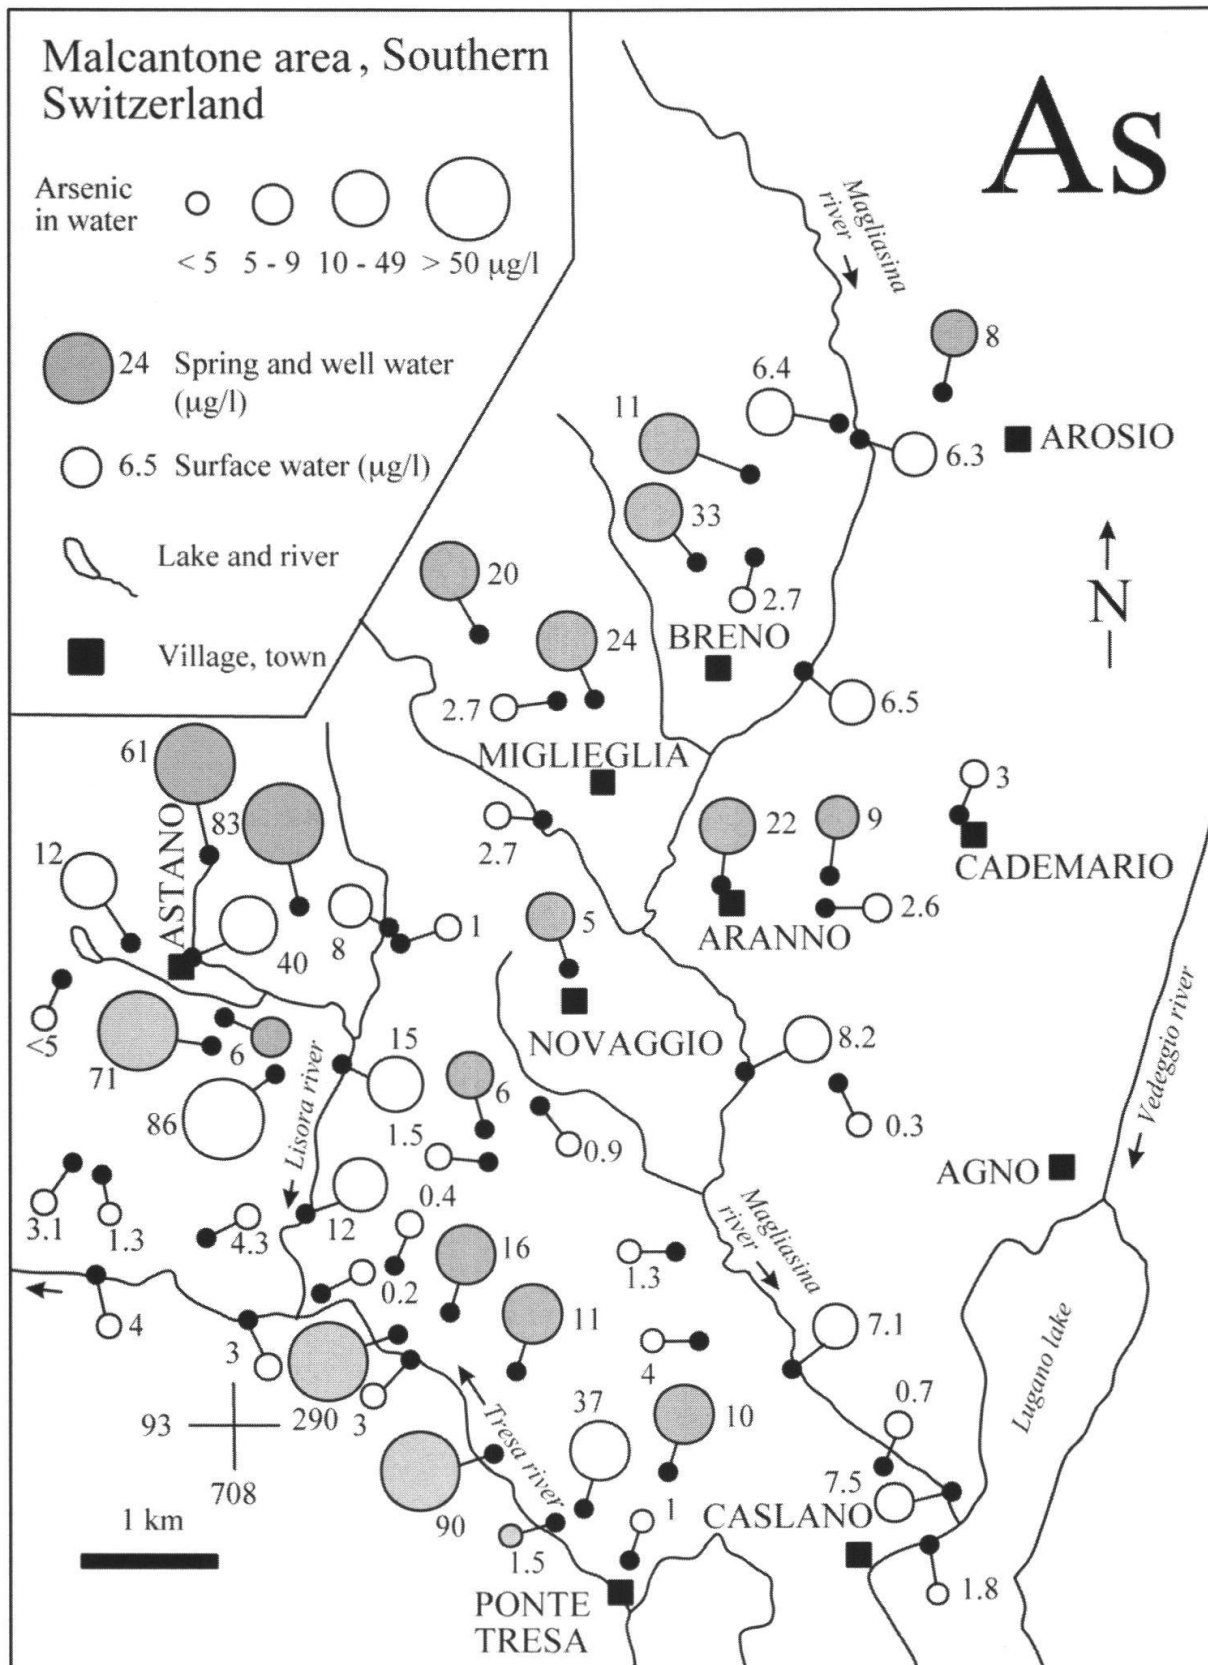 Malcantone area, Southern
Switzerland
As
Arsenic
in water
< 5
5 - 9
10 - 49
> 50 µg/l
24 Spring and well water
(µg/l)
6.5 Surface water (µg/l)
Lake and river
Village, town
Magliasina
river
8
6.4
11
6.3
AROSIO
33
20
2.7
N
24
BRENO
2.7
6.5
MIGLIEGLIA
61
3
83
2.7
22
9
12
ASTANO
CADEMARIO
5
2.6
8
1
ARANNO
40
<5
6
15
NOVAGGIO
8.2
71
6
Vedeggio river
86
Lisora river
1.5
0.9
0.3
AGNO
3.1
1.3
4.3
12
0.4
Magliasina
river
16
1.3
0.2
11
7.1
4
3
4
Lugano lake
93
290
3
37
10
0.7
Tresa river
708
7.5
1 km
90
1
CASLANO
1.5
1.8
PONTE
TRESA